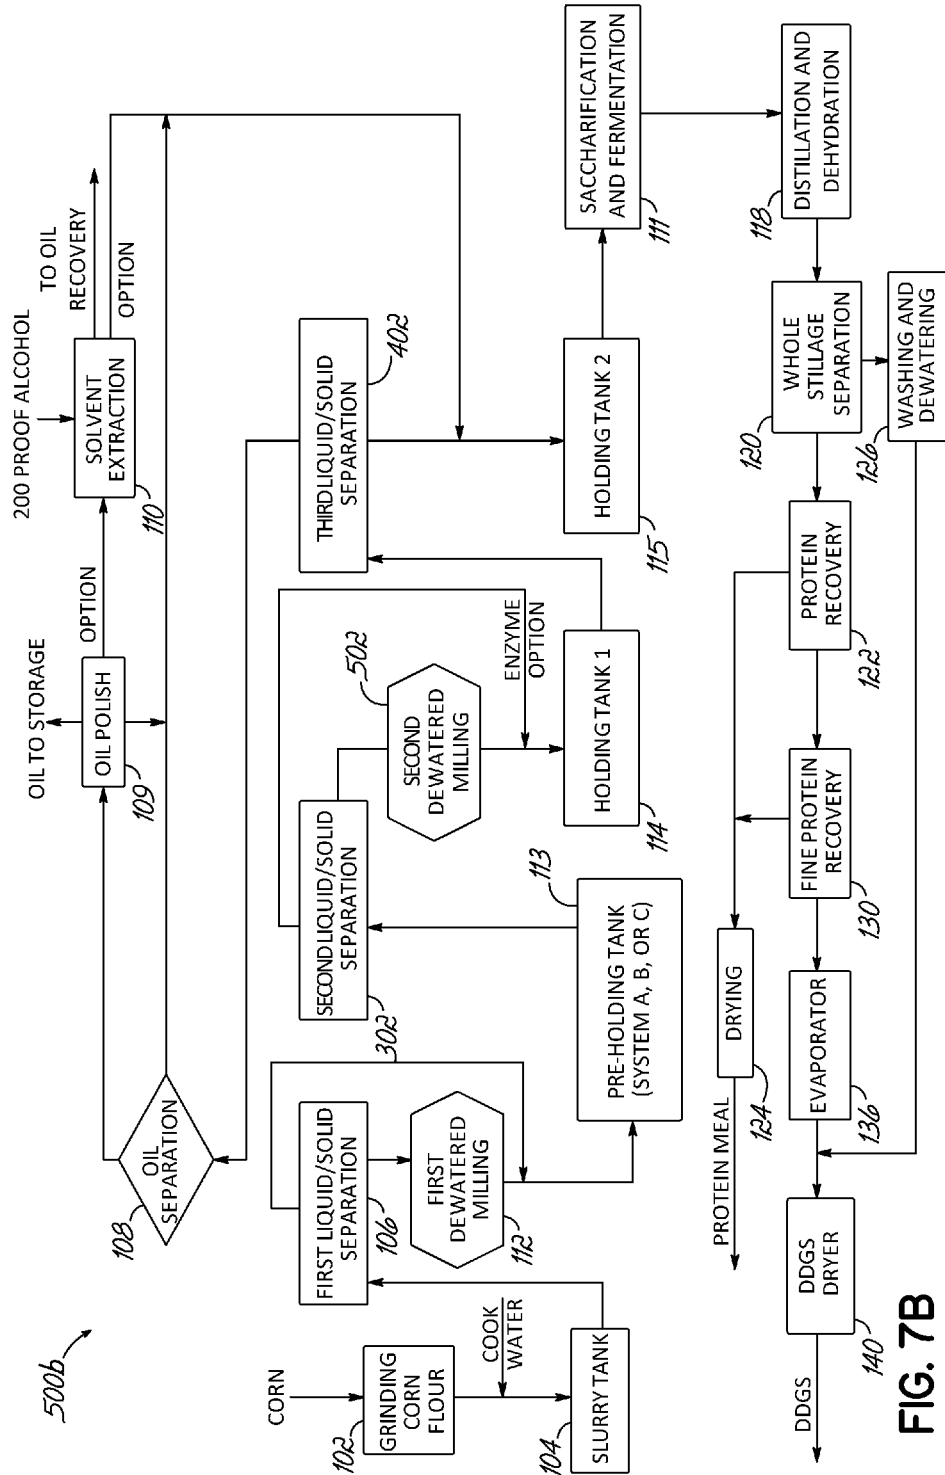 500b
CORN
102
GRINDING
CORN
FLOUR
COOK
WATER
104
SLURRY TANK
FIRST LIQUID/SOLID
SEPARATION
106
FIRST
DEWATERED
MILLING
112
302
PRE-HOLDING TANK
(SYSTEM A, B, OR C)
113
SECOND LIQUID/SOLID
SEPARATION
SECOND
DEWATERED
MILLING
502
ENZYME
OPTION
HOLDING TANK 1
114
THIRD LIQUID/SOLID
SEPARATION
402
108
OIL
SEPARATION
OIL TO STORAGE
OIL POLISH
109
OPTION
200 PROOF ALCOHOL
SOLVENT
EXTRACTION
110
TO OIL
RECOVERY
OPTION
HOLDING TANK 2
115
SACCHARIFICATION
AND FERMENTATION
111
DISTILLATION AND
DEHYDRATION
118
WHOLE
STILLAGE
SEPARATION
120
WASHING AND
DEWATERING
126
PROTEIN
RECOVERY
122
FINE PROTEIN
RECOVERY
130
DRYING
124
PROTEIN MEAL
EVAPORATOR
136
DDGS
DRYER
140
DDGS
FIG. 7B